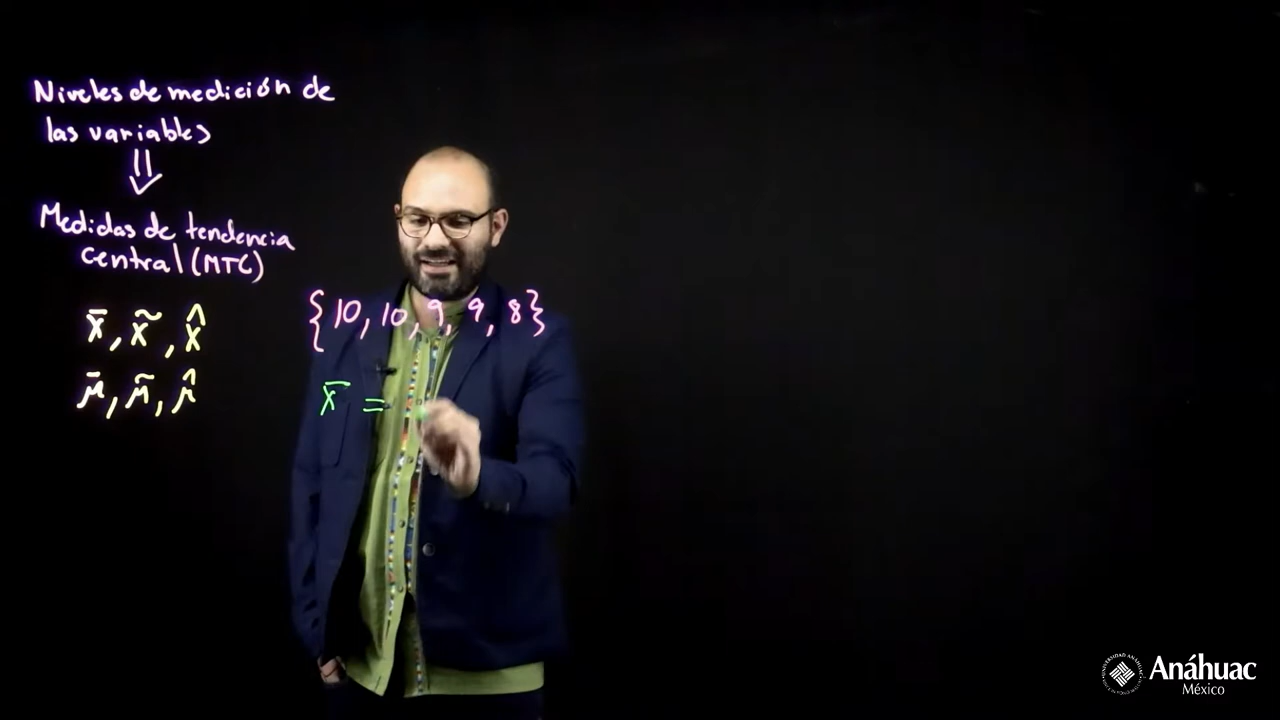 Niveles de medición de
las variables
⇓
Medidas de tendencia
central (MTC)
x̄, x̃, x̂
μ̄, μ̃, μ̂
{10, 10, 9, 9, 8}
x̄ =
Anáhuac
México